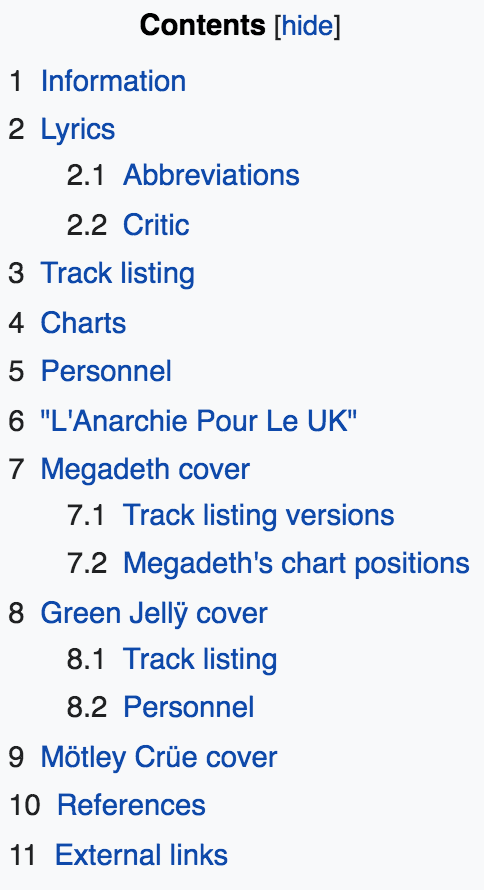 Contents [hide]
1 Information
2 Lyrics
2.1 Abbreviations
2.2 Critic
3 Track listing
4 Charts
5 Personnel
6 "L'Anarchie Pour Le UK"
7 Megadeth cover
7.1 Track listing versions
7.2 Megadeth's chart positions
8 Green Jellÿ cover
8.1 Track listing
8.2 Personnel
9 Mötley Crüe cover
10 References
11 External links